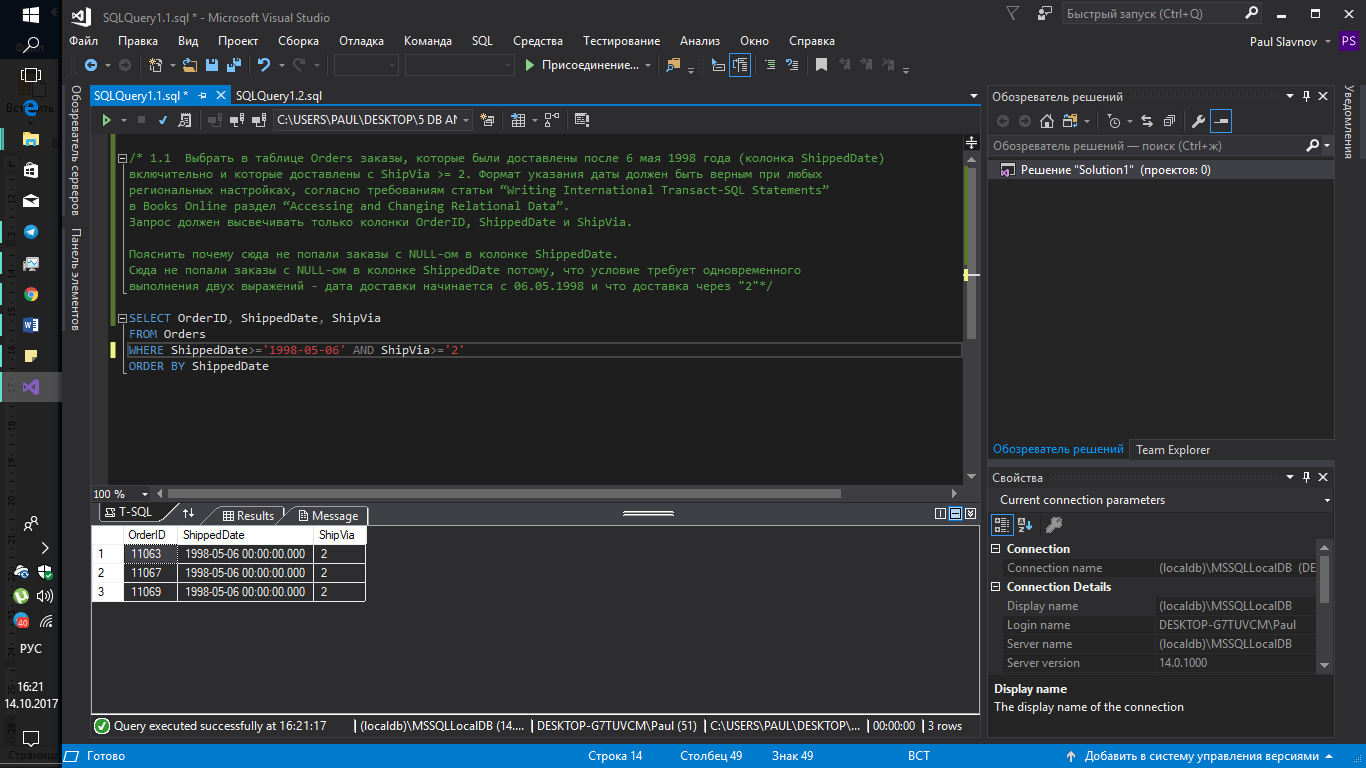 SQLQuery1.1.sql * - Microsoft Visual Studio
Быстрый запуск (Ctrl+Q)
Файл Правка Вид Проект Сборка Отладка Команда SQL Средства Тестирование Анализ Окно Справка
Paul Slavnov PS
Присоединение...
Обозреватель серверов
Панель элементов
SQLQuery1.1.sql * SQLQuery1.2.sql
C:\USERS\PAUL\DESKTOP\5 DB AN
/* 1.1 Выбрать в таблице Orders заказы, которые были доставлены после 6 мая 1998 года (колонка ShippedDate)
включительно и которые доставлены с ShipVia >= 2. Формат указания даты должен быть верным при любых
региональных настройках, согласно требованиям статьи “Writing International Transact-SQL Statements”
в Books Online раздел “Accessing and Changing Relational Data”.
Запрос должен высвечивать только колонки OrderID, ShippedDate и ShipVia.
Пояснить почему сюда не попали заказы с NULL-ом в колонке ShippedDate.
Сюда не попали заказы с NULL-ом в колонке ShippedDate потому, что условие требует одновременного
выполнения двух выражений - дата доставки начинается с 06.05.1998 и что доставка через "2"*/
SELECT OrderID, ShippedDate, ShipVia
FROM Orders
WHERE ShippedDate>='1998-05-06' AND ShipVia>='2'
ORDER BY ShippedDate
100 %
T-SQL Results Message
OrderID ShippedDate ShipVia
1 11063 1998-05-06 00:00:00.000 2
2 11067 1998-05-06 00:00:00.000 2
3 11069 1998-05-06 00:00:00.000 2
Query executed successfully at 16:21:17 (localdb)\MSSQLLocalDB (14.... DESKTOP-G7TUVCM\Paul (51) C:\USERS\PAUL\DESKTOP\... 00:00:00 3 rows
Обозреватель решений
Обозреватель решений — поиск (Ctrl+ж)
Решение "Solution1" (проектов: 0)
Обозреватель решений Team Explorer
Свойства
Current connection parameters
Connection
Connection name (localdb)\MSSQLLocalDB (DE
Connection Details
Display name (localdb)\MSSQLLocalDB
Login name DESKTOP-G7TUVCM\Paul
Server name (localdb)\MSSQLLocalDB
Server version 14.0.1000
Display name
The display name of the connection
Уведомления
40
РУС
16:21
14.10.2017
Готово Строка 14 Столбец 49 Знак 49 ВСТ Добавить в систему управления версиями